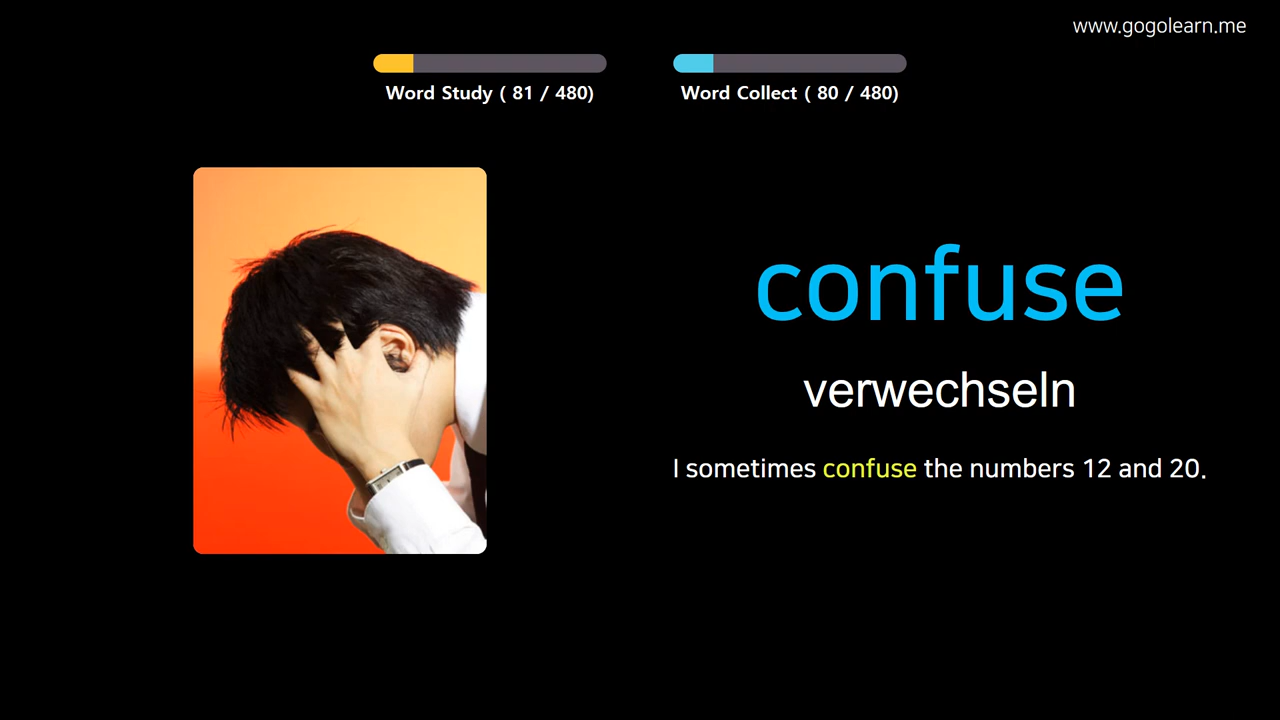 www.gogolearn.me
Word Study ( 81 / 480)
Word Collect ( 80 / 480)
confuse
verwechseln
I sometimes confuse the numbers 12 and 20.